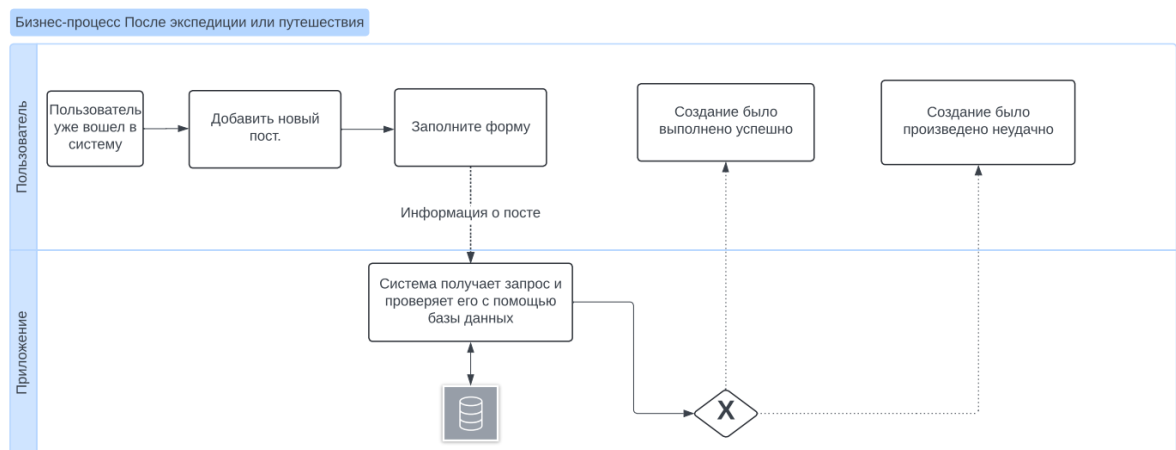 Бизнес-процесс После экспедиции или путешествия
Пользователь
Пользователь
уже вошел в
систему
Добавить новый
пост.
Заполните форму
Создание было
выполнено успешно
Создание было
произведено неудачно
Информация о посте
Приложение
Система получает запрос и
проверяет его с помощью
базы данных
X